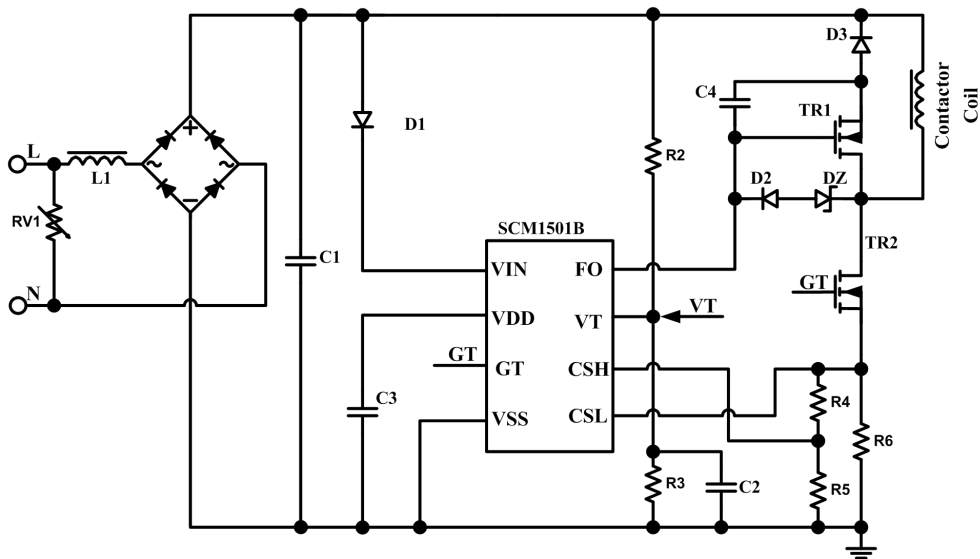 L
L1
RV1
N
C1
D1
C3
SCM1501B
VIN
VDD
GT
VSS
FO
VT
CSH
CSL
GT
VT
R2
R3
C2
C4
D2
DZ
D3
TR1
TR2
GT
R4
R5
R6
Contactor
Coil